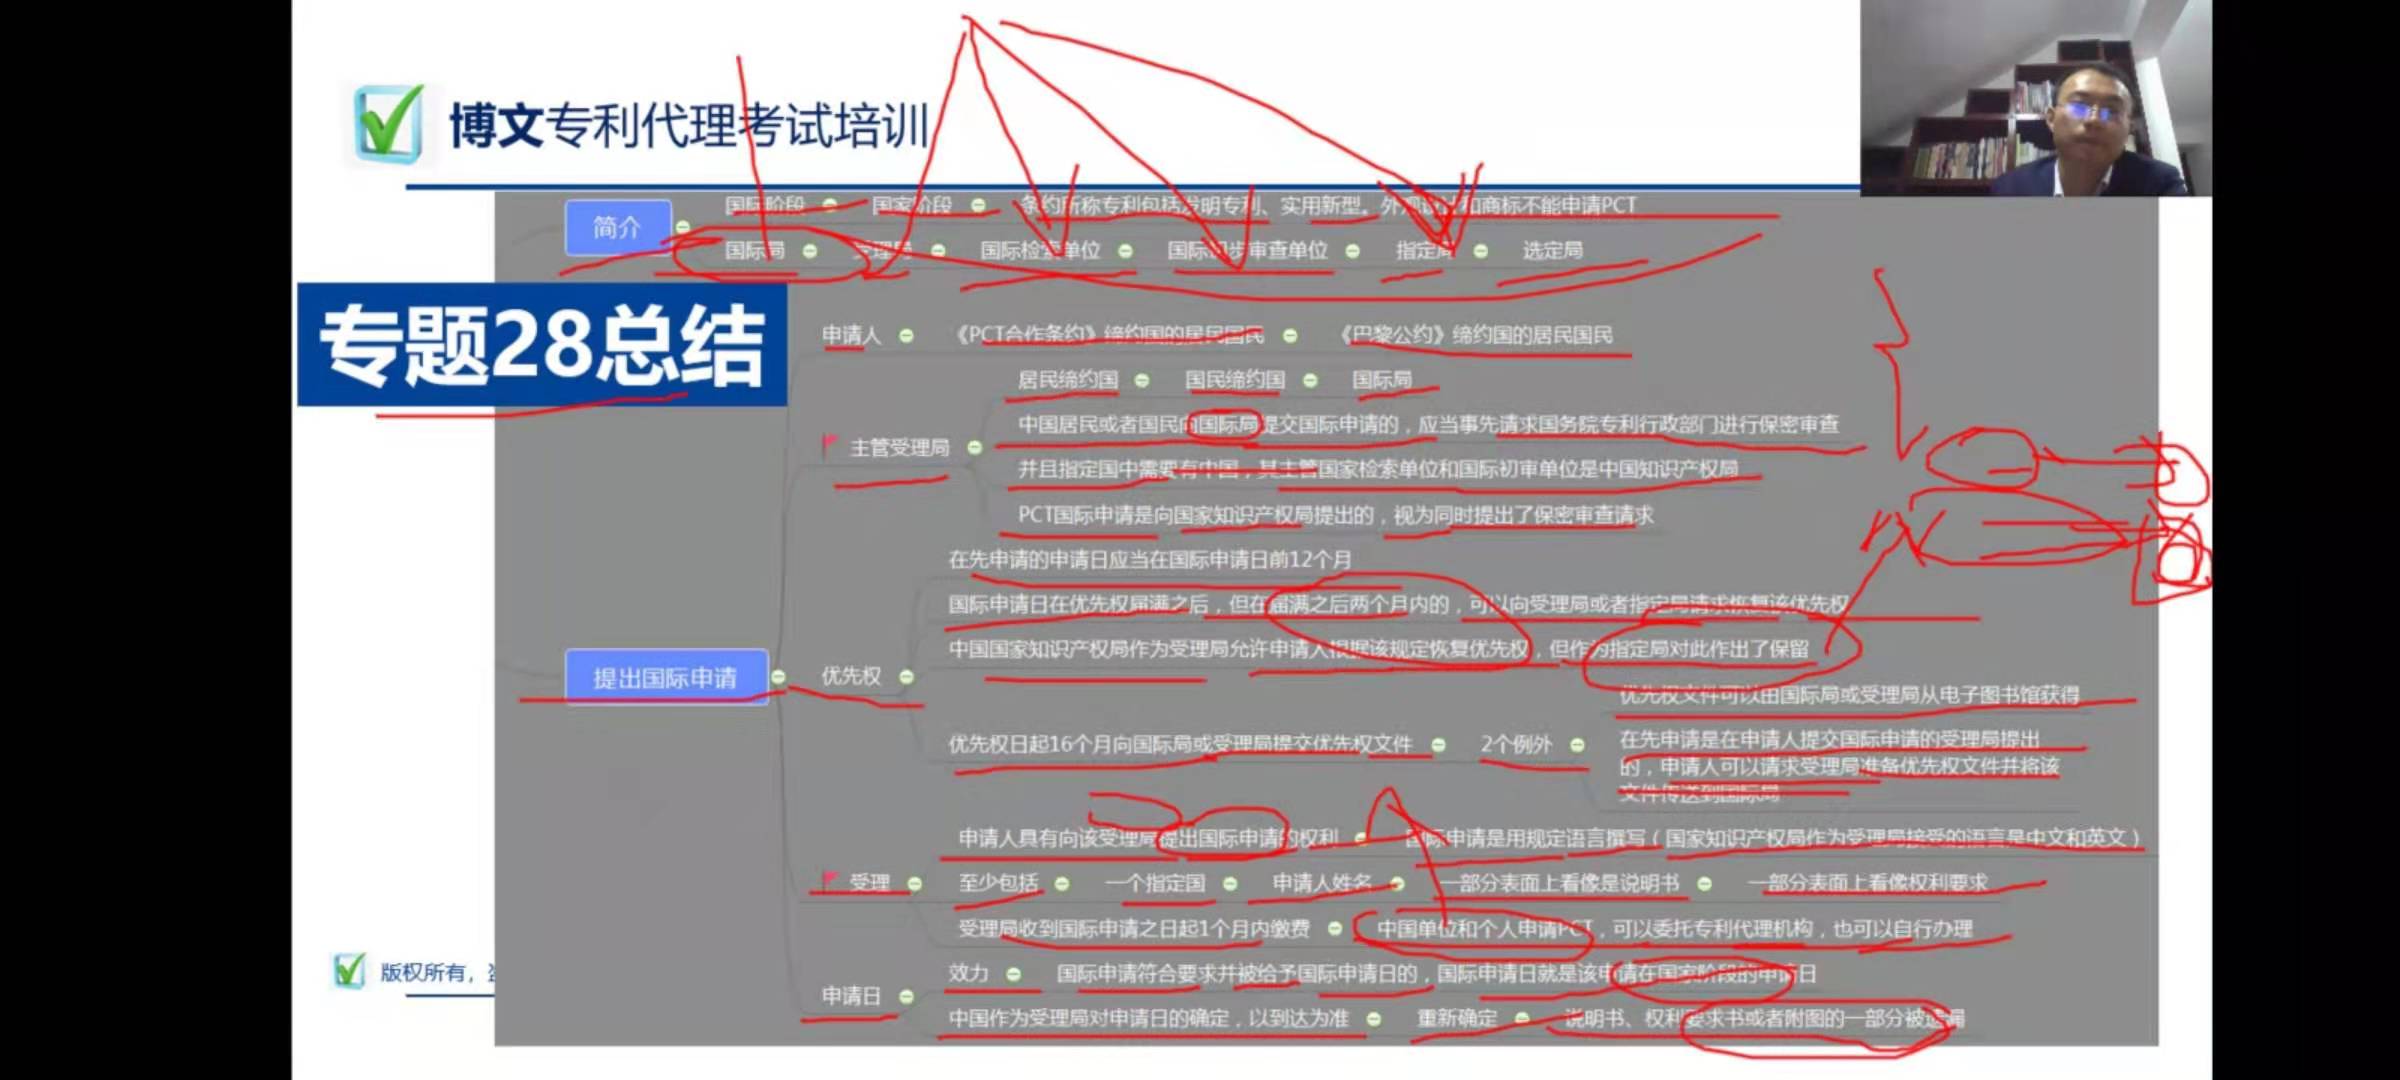 博文专利代理考试培训
专题28总结
简介
国际阶段 国家阶段 条约所称专利包括发明专利、实用新型。外观设计和商标不能申请PCT
国际局 受理局 国际检索单位 国际初步审查单位 指定局 选定局
提出国际申请
申请人 《PCT合作条约》缔约国的居民国民 《巴黎公约》缔约国的居民国民
主管受理局
居民缔约国 国民缔约国 国际局
中国居民或者国民向国际局提交国际申请的，应当事先请求国务院专利行政部门进行保密审查
并且指定国中需要有中国，其主管国家检索单位和国际初审单位是中国知识产权局
PCT国际申请是向国家知识产权局提出的，视为同时提出了保密审查请求
优先权
在先申请的申请日应当在国际申请日前12个月
国际申请日在优先权届满之后，但在届满之后两个月内的，可以向受理局或者指定局请求恢复该优先权
中国国家知识产权局作为受理局允许申请人根据该规定恢复优先权，但作为指定局对此作出了保留
优先权日起16个月向国际局或受理局提交优先权文件 2个例外
优先权文件可以由国际局或受理局从电子图书馆获得
在先申请是在申请人提交国际申请的受理局提出
的，申请人可以请求受理局准备优先权文件并将该
文件传送到国际局
受理
申请人具有向该受理局提出国际申请的权利 国际申请是用规定语言撰写（国家知识产权局作为受理局接受的语言是中文和英文）
至少包括 一个指定国 申请人姓名 一部分表面上看像是说明书 一部分表面上看像权利要求
受理局收到国际申请之日起1个月内缴费 中国单位和个人申请PCT，可以委托专利代理机构，也可以自行办理
申请日
效力 国际申请符合要求并被给予国际申请日的，国际申请日就是该申请在国家阶段的申请日
中国作为受理局对申请日的确定，以到达为准 重新确定 说明书、权利要求书或者附图的一部分被遗漏
版权所有，